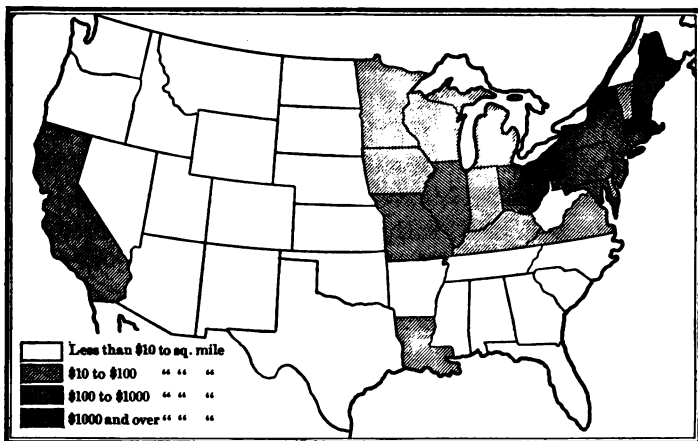 Less than $10 to sq. mile
$10 to $100 “ “ “
$100 to $1000 “ “ “
$1000 and over “ “ “